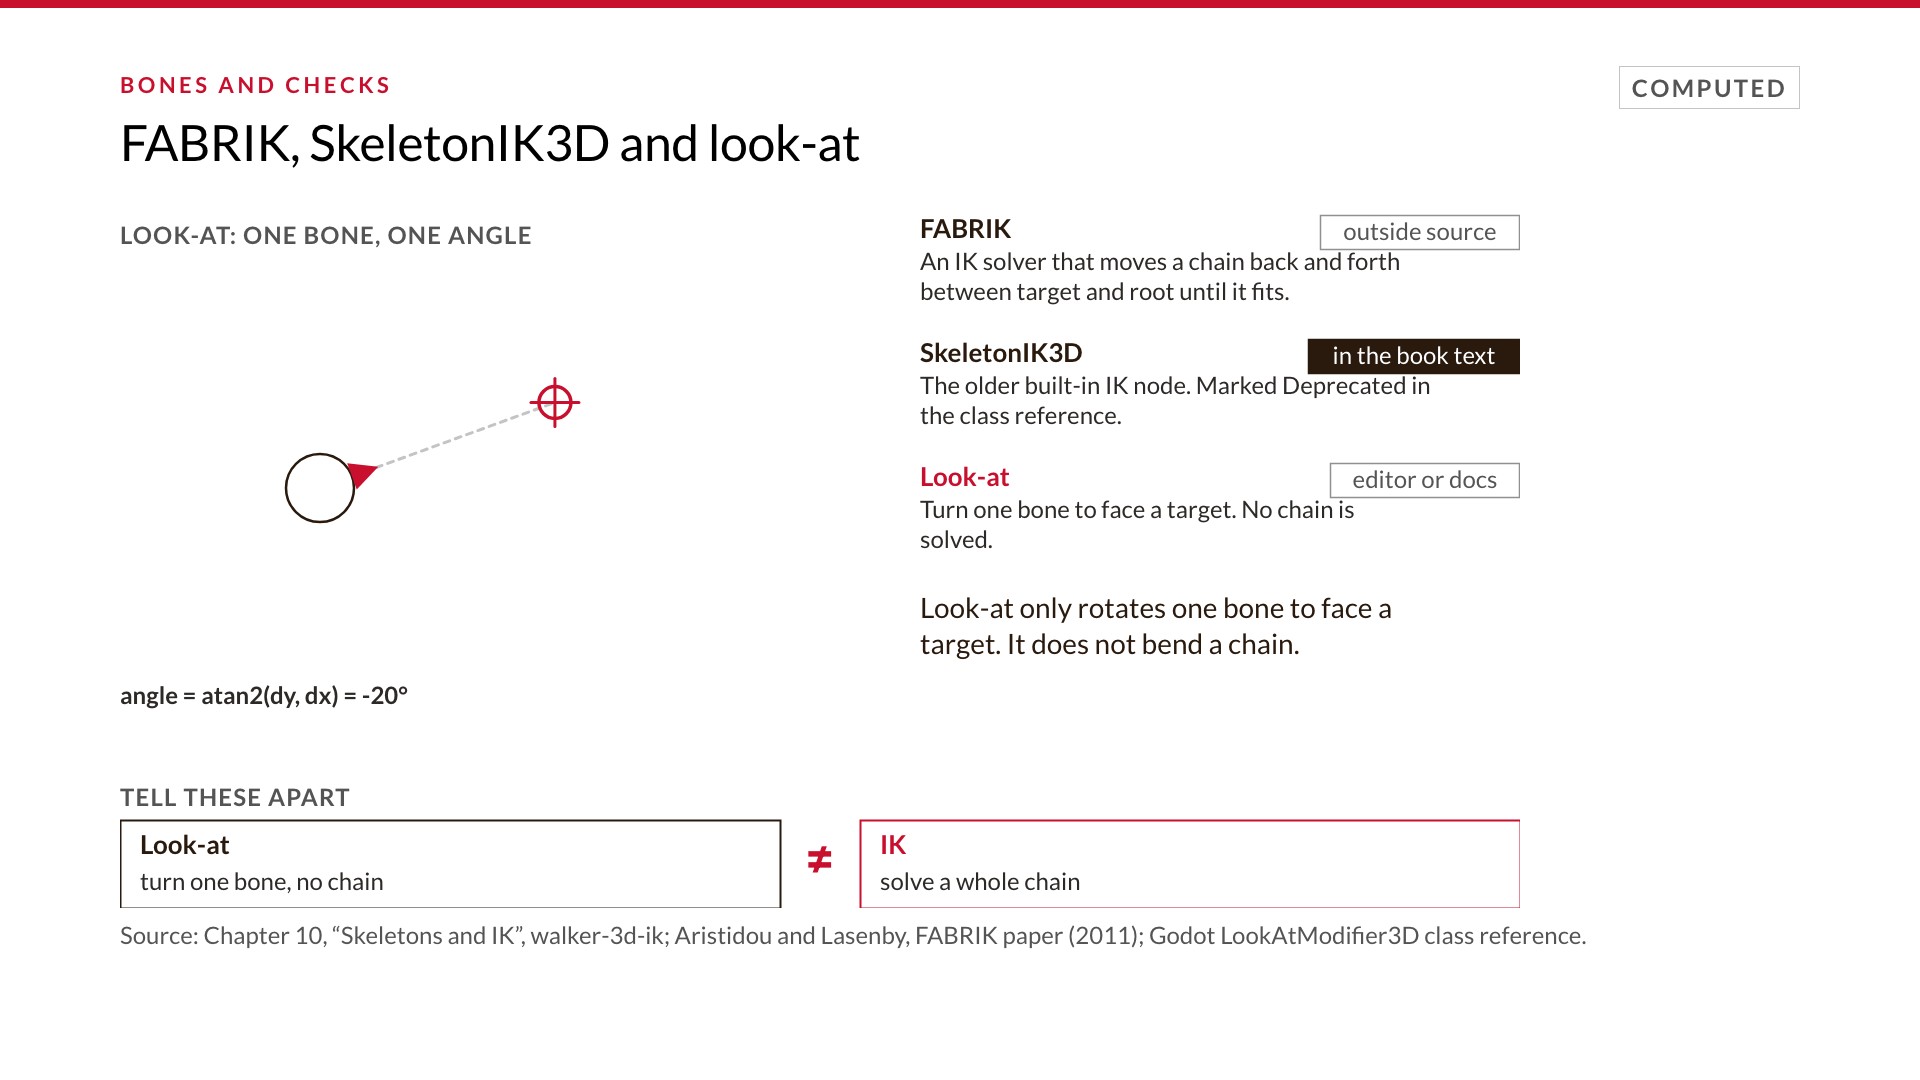 BONES AND CHECKS
COMPUTED
FABRIK, SkeletonIK3D and look-at
LOOK-AT: ONE BONE, ONE ANGLE
angle = atan2(dy, dx) = -20°
FABRIK
outside source
An IK solver that moves a chain back and forth
between target and root until it fits.
SkeletonIK3D
in the book text
The older built-in IK node. Marked Deprecated in
the class reference.
Look-at
editor or docs
Turn one bone to face a target. No chain is
solved.
Look-at only rotates one bone to face a
target. It does not bend a chain.
TELL THESE APART
Look-at
turn one bone, no chain
≠
IK
solve a whole chain
Source: Chapter 10, “Skeletons and IK”, walker-3d-ik; Aristidou and Lasenby, FABRIK paper (2011); Godot LookAtModifier3D class reference.